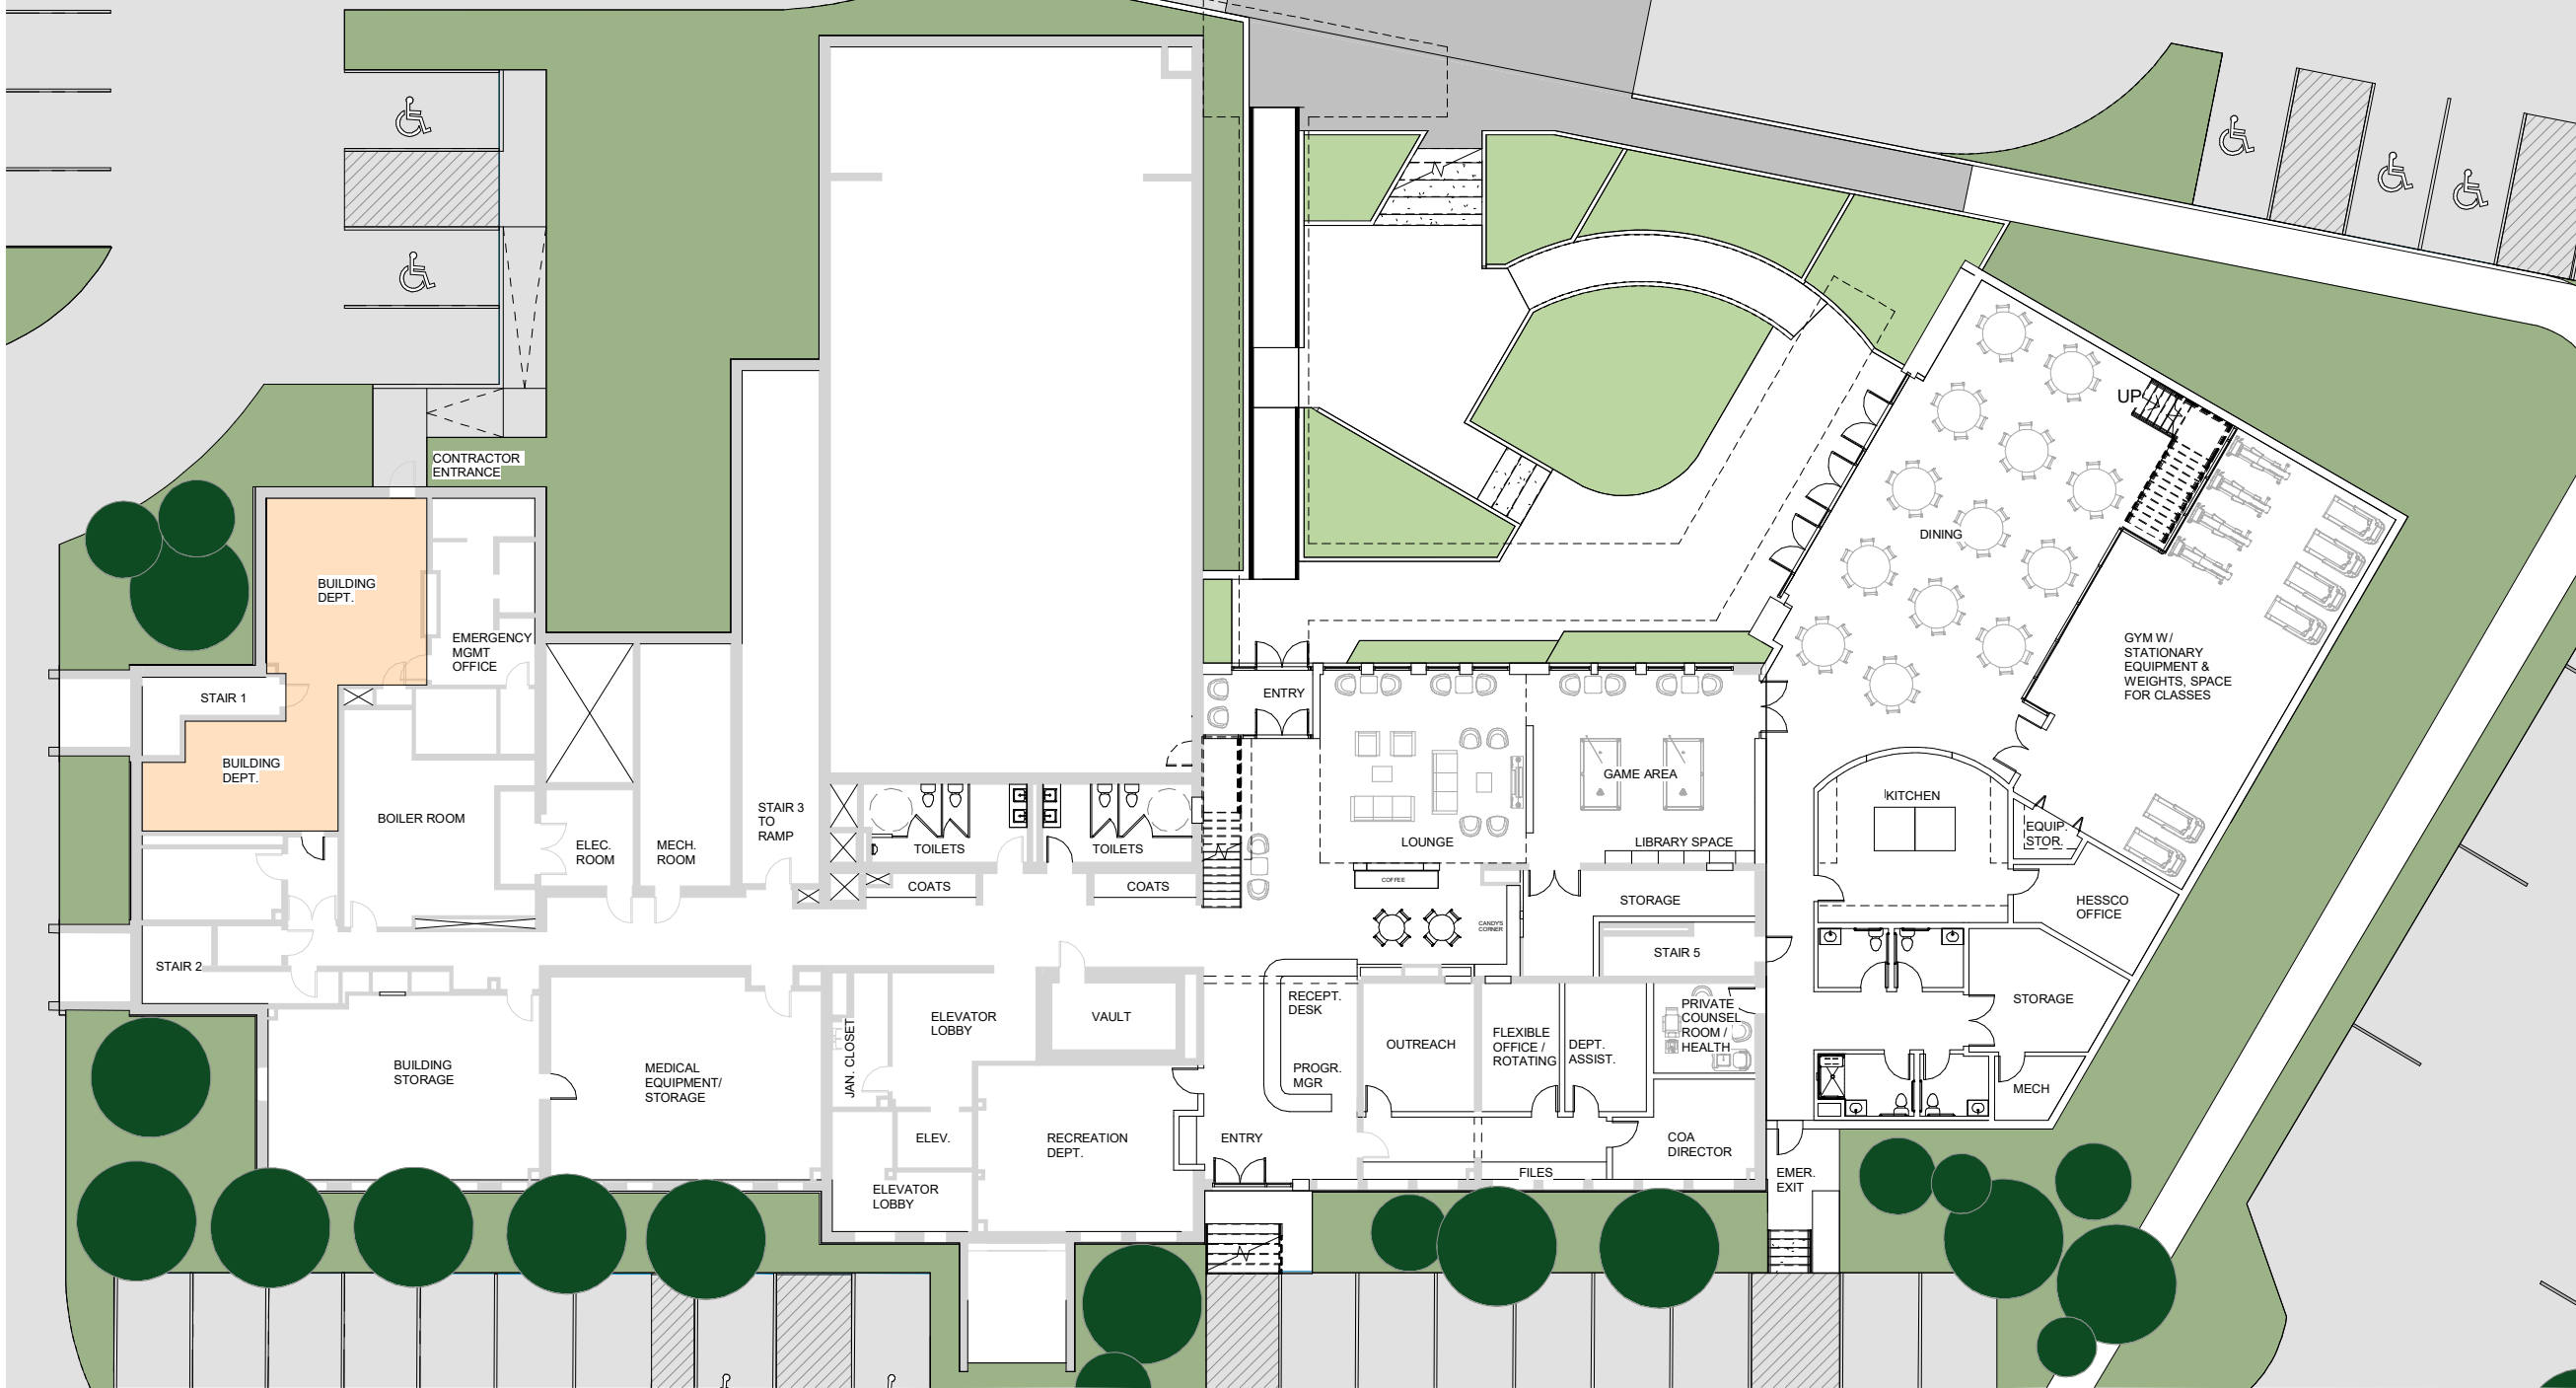 UP
CONTRACTOR
ENTRANCE
DINING
BUILDING
DEPT.
EMERGENCY
MGMT
OFFICE
GYM W/
STATIONARY
EQUIPMENT &
WEIGHTS, SPACE
FOR CLASSES
STAIR 1
ENTRY
BUILDING
DEPT.
GAME AREA
KITCHEN
BOILER ROOM
STAIR 3
TO
RAMP
ELEC.
ROOM
MECH.
ROOM
TOILETS
TOILETS
LOUNGE
LIBRARY SPACE
EQUIP.
STOR.
COATS
COATS
COFFEE
STORAGE
HESSCO
OFFICE
CANDY'S
CORNER
STAIR 2
STAIR 5
RECEPT.
DESK
PRIVATE
COUNSEL
ROOM /
HEALTH
STORAGE
ELEVATOR
LOBBY
VAULT
JAN. CLOSET
OUTREACH
FLEXIBLE
OFFICE /
ROTATING
DEPT.
ASSIST.
BUILDING
STORAGE
MEDICAL
EQUIPMENT/
STORAGE
PROGR.
MGR
MECH
ELEV.
RECREATION
DEPT.
ENTRY
COA
DIRECTOR
FILES
EMER.
EXIT
ELEVATOR
LOBBY